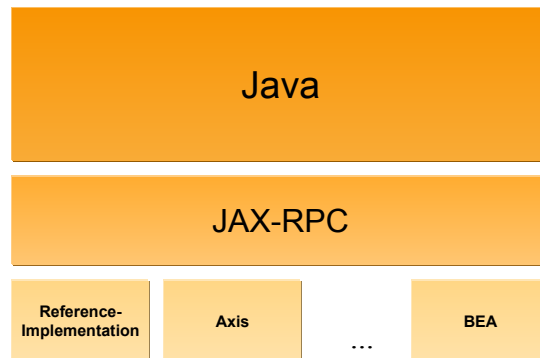 Java
JAX-RPC
Reference-
Implementation
Axis
...
BEA